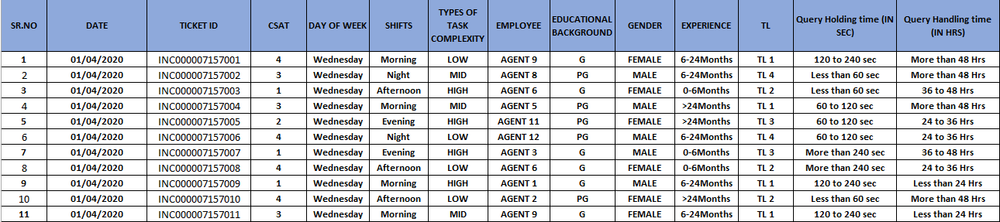 SR.NO DATE TICKET ID CSAT DAY OF WEEK SHIFTS TYPES OF TASK COMPLEXITY EMPLOYEE EDUCATIONAL BACKGROUND GENDER EXPERIENCE TL Query Holding time (IN SEC) Query Handling time (IN HRS)
1 01/04/2020 INC000007157001 4 Wednesday Morning LOW AGENT 9 G FEMALE 6-24Months TL 1 120 to 240 sec More than 48 Hrs
2 01/04/2020 INC000007157002 3 Wednesday Night MID AGENT 8 PG MALE 6-24Months TL 4 Less than 60 sec More than 48 Hrs
3 01/04/2020 INC000007157003 1 Wednesday Afternoon HIGH AGENT 6 G FEMALE 0-6Months TL 2 Less than 60 sec 36 to 48 Hrs
4 01/04/2020 INC000007157004 3 Wednesday Morning MID AGENT 5 PG MALE >24Months TL 1 60 to 120 sec More than 48 Hrs
5 01/04/2020 INC000007157005 2 Wednesday Evening HIGH AGENT 11 PG FEMALE >24Months TL 3 60 to 120 sec 24 to 36 Hrs
6 01/04/2020 INC000007157006 4 Wednesday Night LOW AGENT 12 PG MALE 6-24Months TL 4 60 to 120 sec 24 to 36 Hrs
7 01/04/2020 INC000007157007 1 Wednesday Evening HIGH AGENT 3 G MALE 0-6Months TL 3 More than 240 sec 36 to 48 Hrs
8 01/04/2020 INC000007157008 4 Wednesday Afternoon LOW AGENT 6 G FEMALE 0-6Months TL 2 More than 240 sec 24 to 36 Hrs
9 01/04/2020 INC000007157009 1 Wednesday Morning HIGH AGENT 1 G MALE 6-24Months TL 1 120 to 240 sec Less than 24 Hrs
10 01/04/2020 INC000007157010 4 Wednesday Afternoon LOW AGENT 2 PG FEMALE >24Months TL 2 Less than 60 sec More than 48 Hrs
11 01/04/2020 INC000007157011 3 Wednesday Morning MID AGENT 9 G FEMALE 6-24Months TL 1 120 to 240 sec Less than 24 Hrs